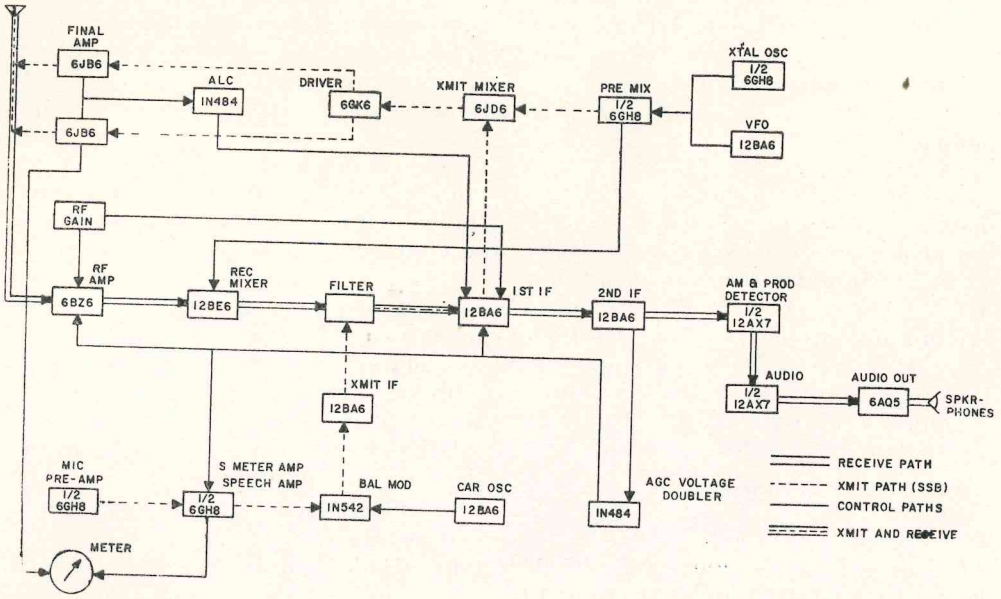 FINAL
AMP
6JB6
ALC
1N484
6JB6
DRIVER
6GK6
XMIT MIXER
6JD6
PRE MIX
1/2
6GH8
XTAL OSC
1/2
6GH8
VFO
12BA6
RF
GAIN
RF
AMP
6BZ6
REC
MIXER
12BE6
FILTER
1ST IF
12BA6
2ND IF
12BA6
AM & PROD
DETECTOR
1/2
12AX7
XMIT IF
12BA6
AUDIO
1/2
12AX7
AUDIO OUT
6AQ5
SPKR-
PHONES
MIC
PRE-AMP
1/2
6GH8
S METER AMP
SPEECH AMP
1/2
6GH8
BAL MOD
1N542
CAR OSC
12BA6
AGC VOLTAGE
DOUBLER
1N484
METER
RECEIVE PATH
XMIT PATH (SSB)
CONTROL PATHS
XMIT AND RECEIVE